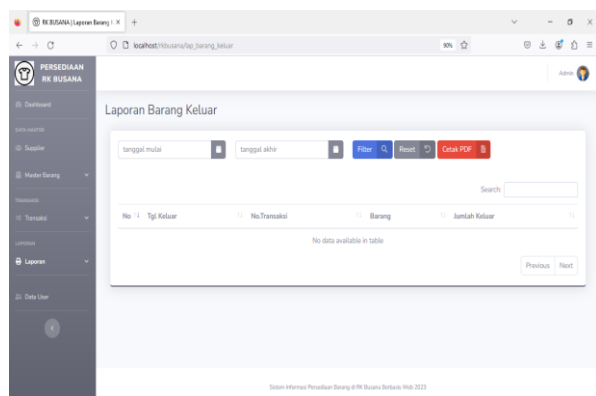 RK BUSANA | Laporan Barang K
localhost/rkbusana/lap_barang_keluar
90%
PERSEDIAAN
RK BUSANA
Admin
Dashboard
Laporan Barang Keluar
DATA MASTER
Supplier
tanggal mulai
tanggal akhir
Filter
Reset
Cetak PDF
Master Barang
Search:
TRANSAKSI
Transaksi
No Tgl Keluar No.Transaksi Barang Jumlah Keluar
LAPORAN
No data available in table
Laporan
Previous Next
Data User
Sistem Informasi Persediaan Barang di RK Busana Berbasis Web 2023